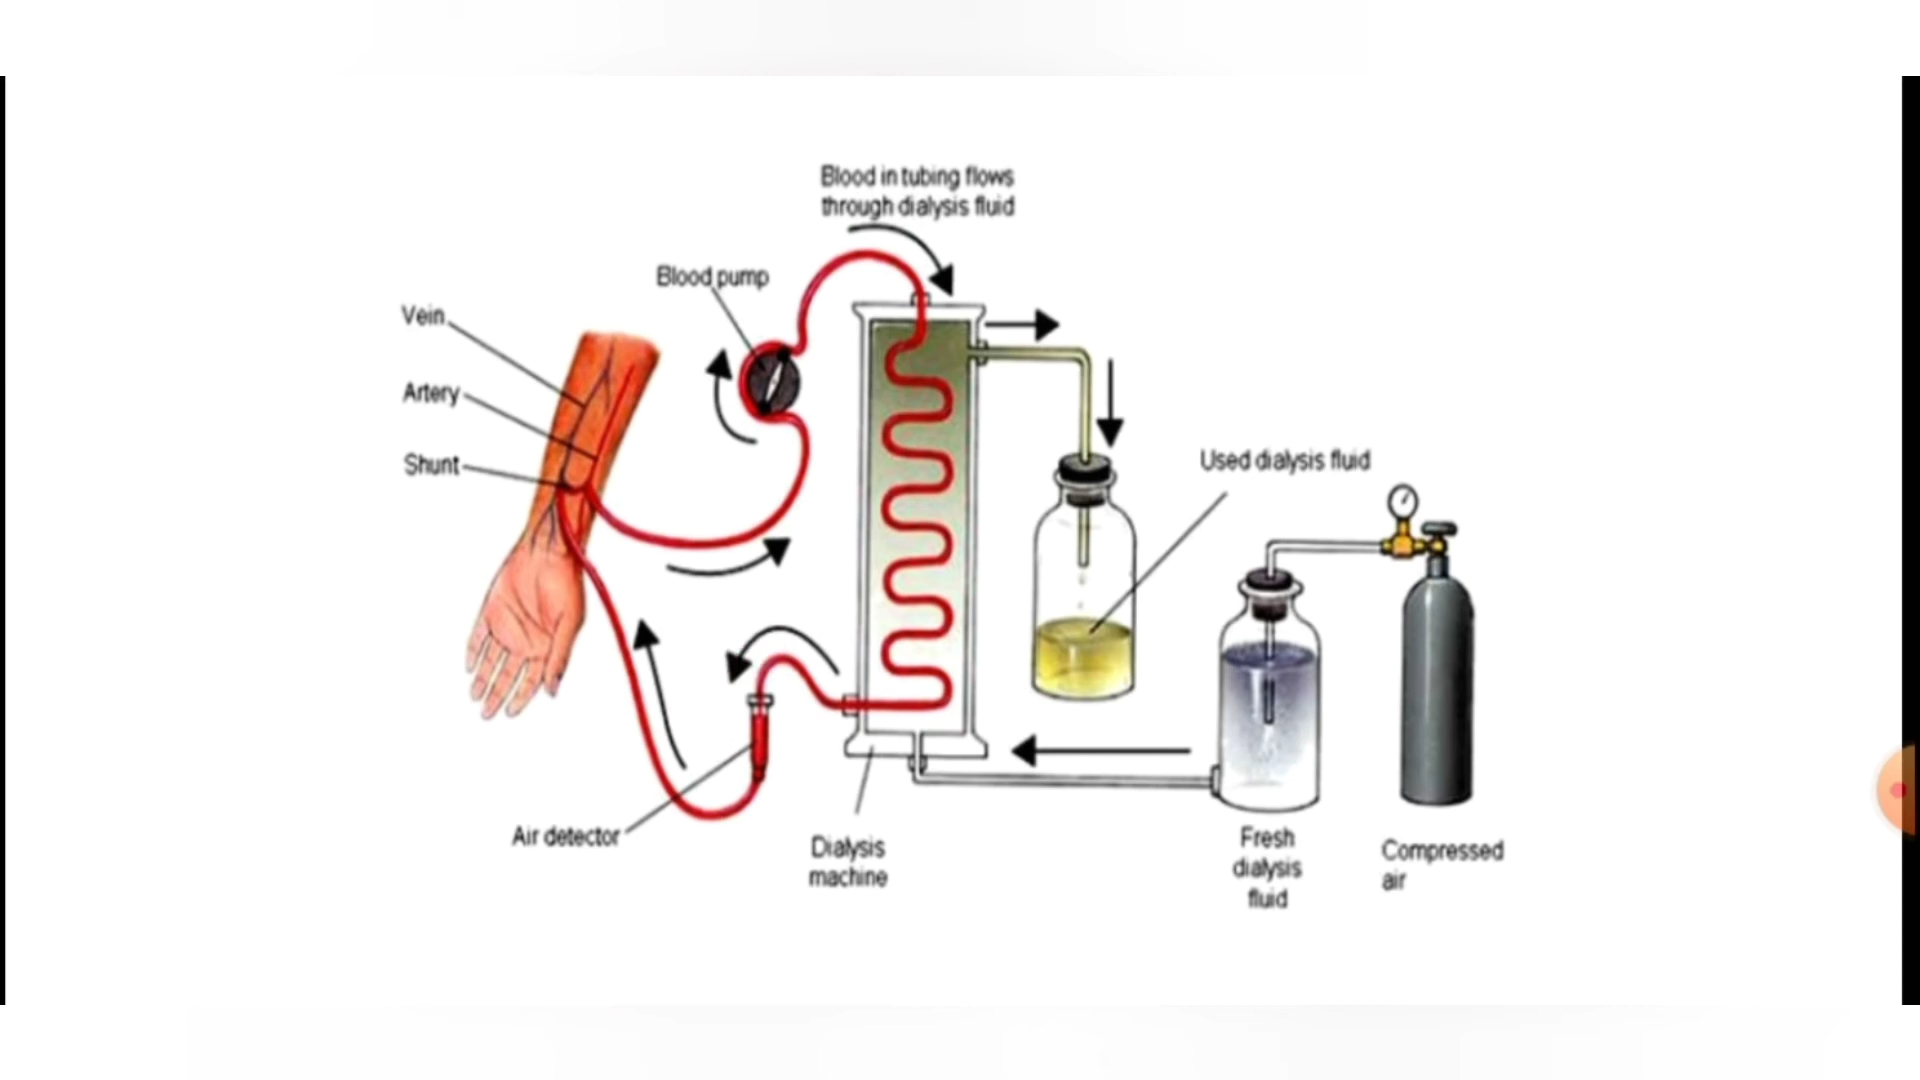 Blood in tubing flows
through dialysis fluid
Blood pump
Vein
Artery
Shunt
Used dialysis fluid
Air detector
Dialysis
machine
Fresh
dialysis
fluid
Compressed
air